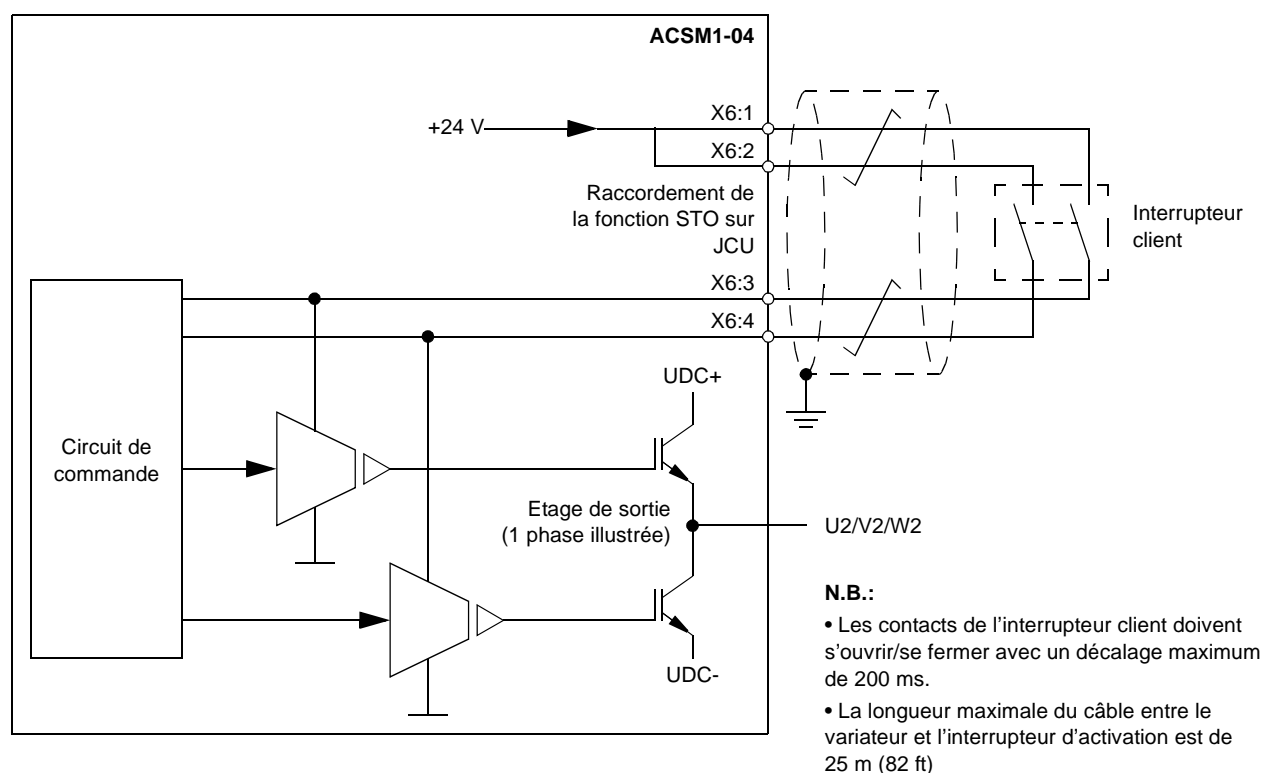 ACSM1-04
X6:1
+24 V
X6:2
Raccordement de
la fonction STO sur
JCU
Interrupteur
client
X6:3
X6:4
UDC+
Circuit de
commande
Etage de sortie
(1 phase illustrée)
U2/V2/W2
UDC-
N.B.:
• Les contacts de l’interrupteur client doivent
s’ouvrir/se fermer avec un décalage maximum
de 200 ms.
• La longueur maximale du câble entre le
variateur et l’interrupteur d’activation est de
25 m (82 ft)